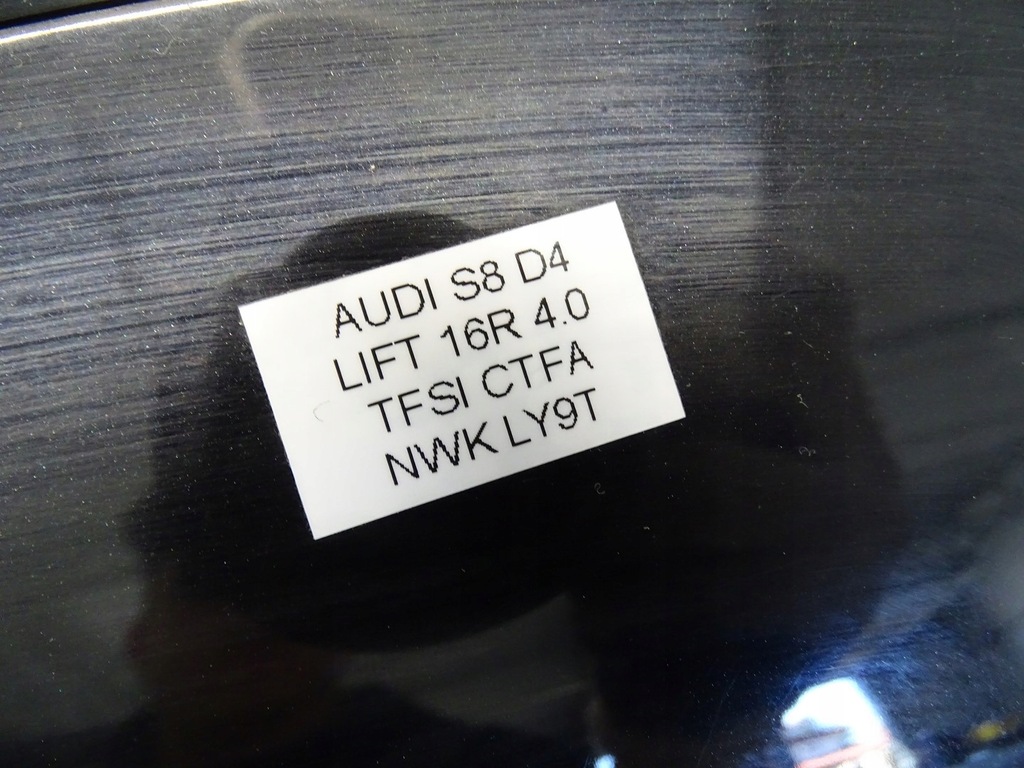 AUDI S8 D4
LIFT 16R 4.0
TFSI CTFA
NWK LY9T